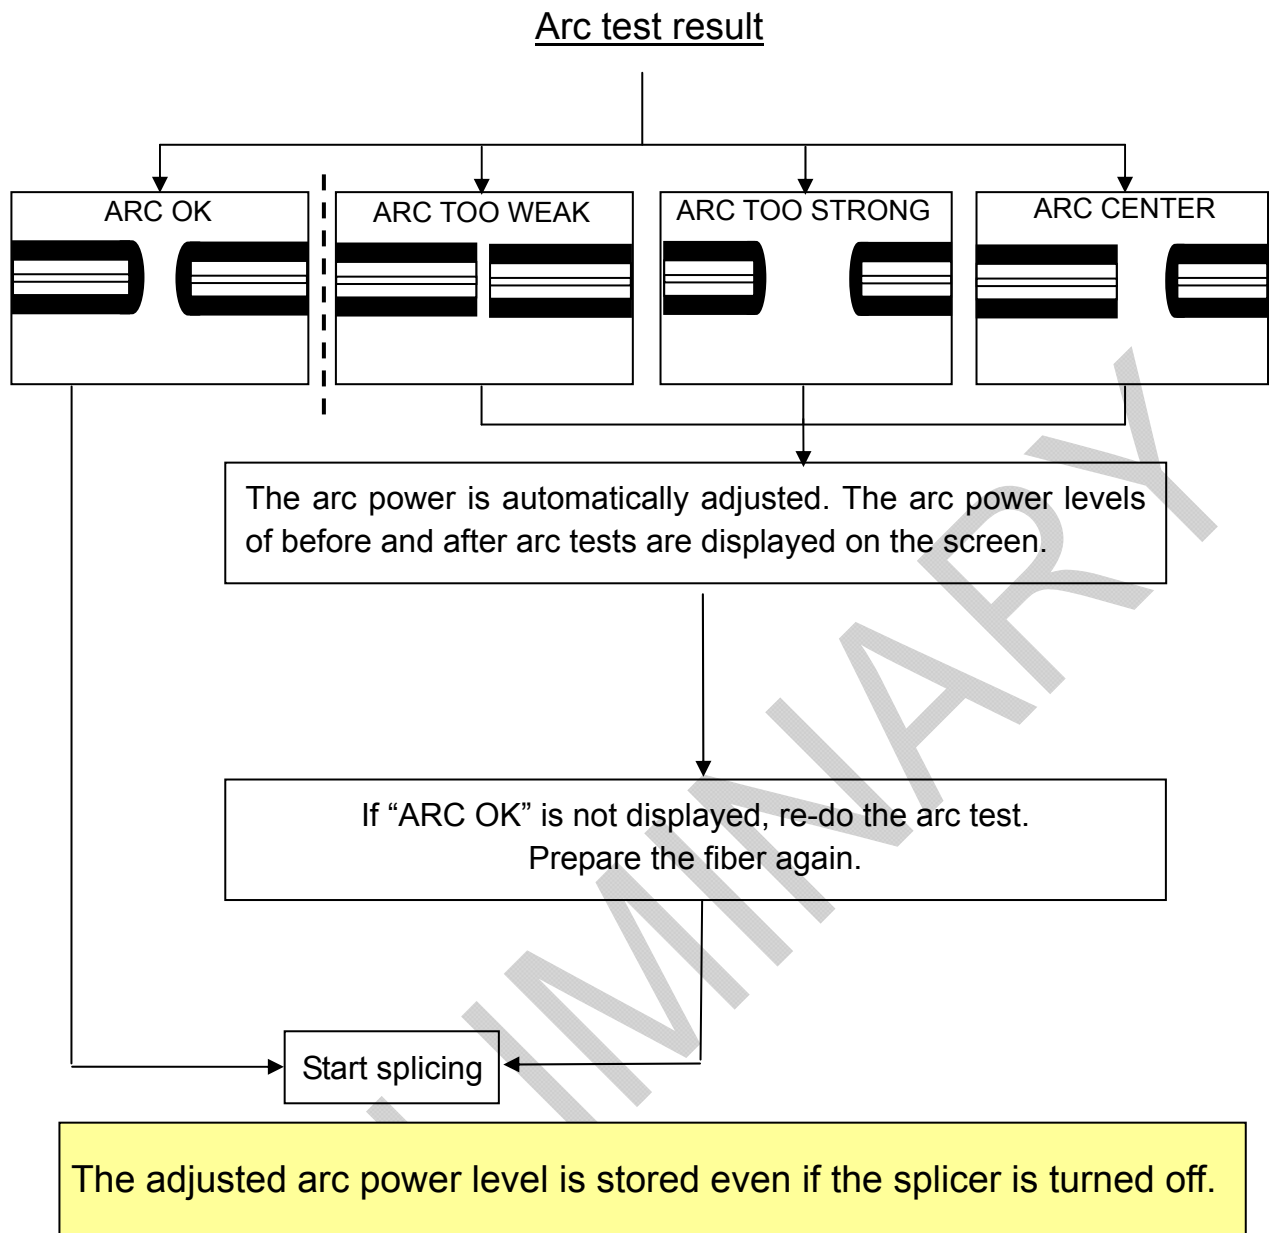 Arc test result
ARC OK
ARC TOO WEAK
ARC TOO STRONG
ARC CENTER
The arc power is automatically adjusted. The arc power levels
of before and after arc tests are displayed on the screen.
If “ARC OK” is not displayed, re-do the arc test.
Prepare the fiber again.
Start splicing
The adjusted arc power level is stored even if the splicer is turned off.
LIMINARY